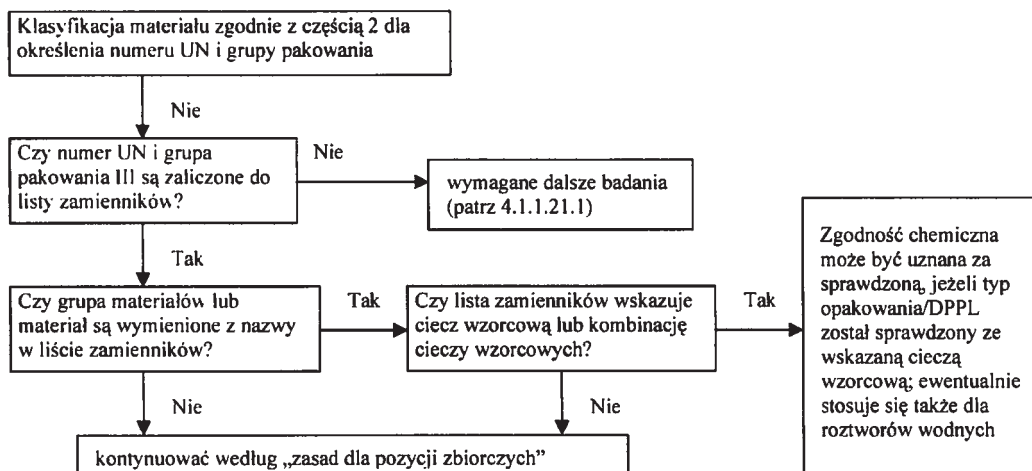 Klasyfikacja materiału zgodnie z częścią 2 dla
określenia numeru UN i grupy pakowania
Nie
Czy numer UN i grupa
pakowania III są zaliczone do
listy zamienników?
Nie
wymagane dalsze badania
(patrz 4.1.1.21.1)
Tak
Czy grupa materiałów lub
materiał są wymienione z nazwy
w liście zamienników?
Tak
Czy lista zamienników wskazuje
ciecz wzorcową lub kombinację
cieczy wzorcowych?
Tak
Zgodność chemiczna
może być uznana za
sprawdzoną, jeżeli typ
opakowania/DPPL
został sprawdzony ze
wskazaną cieczą
wzorcową; ewentualnie
stosuje się także dla
roztworów wodnych
Nie
Nie
kontynuować według „zasad dla pozycji zbiorczych”